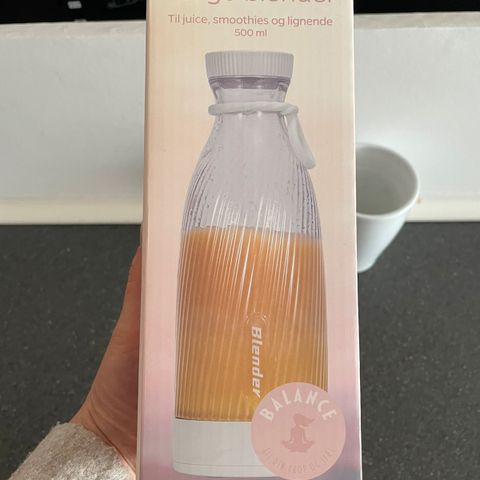 Til juice, smoothies og lignende
500 ml
Blender
BALANCE